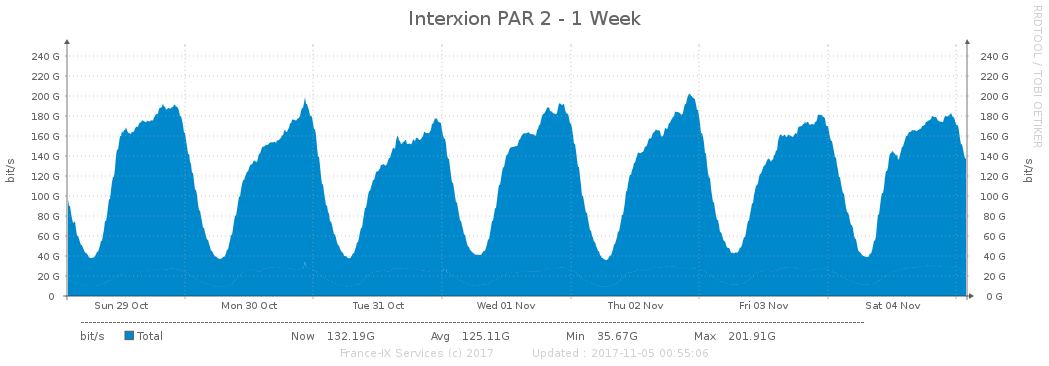 Interxion PAR 2 - 1 Week
RRDTOOL / TOBI OETIKER
240 G 240 G
220 G 220 G
200 G 200 G
180 G 180 G
160 G 160 G
140 G 140 G
120 G 120 G
100 G 100 G
80 G 80 G
60 G 60 G
40 G 40 G
20 G 20 G
0 0 G
bit/s
bit/s
Sun 29 Oct Mon 30 Oct Tue 31 Oct Wed 01 Nov Thu 02 Nov Fri 03 Nov Sat 04 Nov
bit/s Total Now 132.19G Avg 125.11G Min 35.67G Max 201.91G
France-IX Services (c) 2017 Updated : 2017-11-05 00:55:06